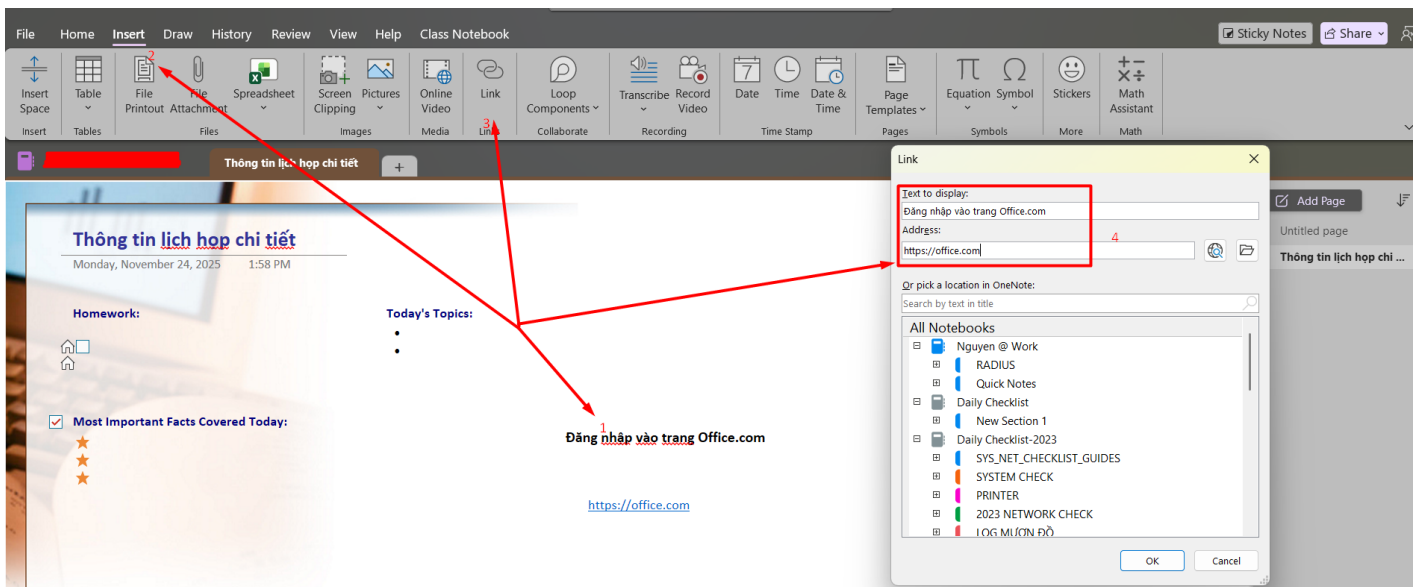 File Home Insert Draw History Review View Help Class Notebook
Sticky Notes Share
2
Insert Space
Table
File Printout
File Attachment
Spreadsheet
Screen Clipping
Pictures
Online Video
Link
Loop Components
Transcribe
Record Video
Date
Time
Date & Time
Page Templates
Equation
Symbol
Stickers
Math Assistant
3
Insert Tables Files Images Media Links Collaborate Recording Time Stamp Pages Symbols More Math
Thông tin lịch họp chi tiết
+
Thông tin lịch họp chi tiết
Monday, November 24, 2025 1:58 PM
Homework:
Today's Topics:
Most Important Facts Covered Today:
1
Đăng nhập vào trang Office.com
https://office.com
Link
Text to display:
Đăng nhập vào trang Office.com
Address:
4
https://office.com
Or pick a location in OneNote:
Search by text in title
All Notebooks
Nguyen @ Work
RADIUS
Quick Notes
Daily Checklist
New Section 1
Daily Checklist-2023
SYS_NET_CHECKLIST_GUIDES
SYSTEM CHECK
PRINTER
2023 NETWORK CHECK
LOG MƯỢN ĐỒ
OK Cancel
Add Page
Untitled page
Thông tin lịch họp chi ...